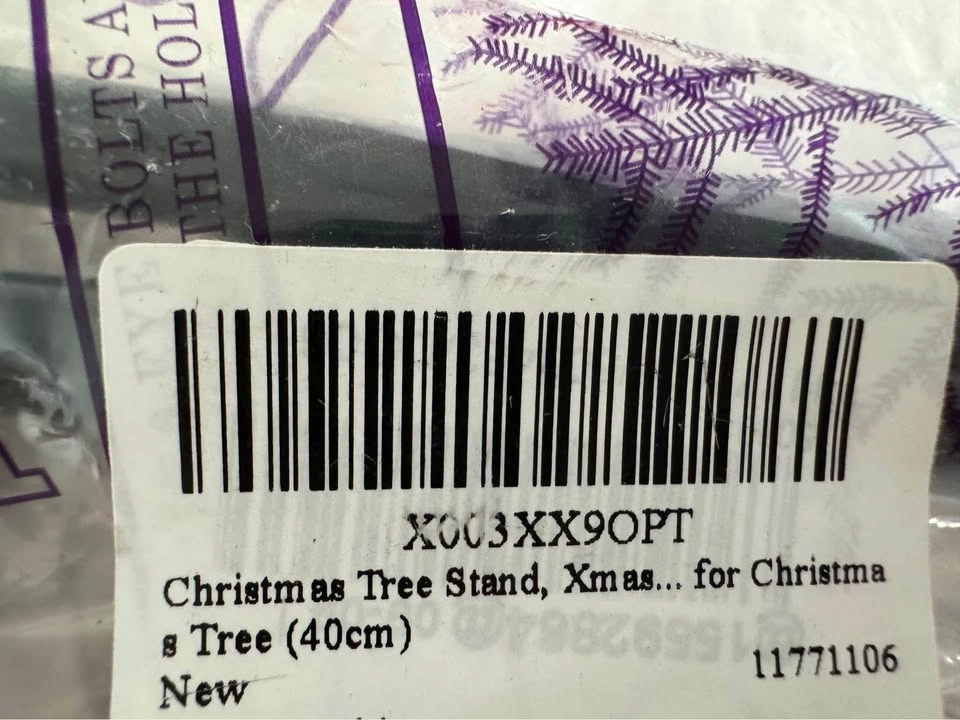 BOLTS A
THE HOL
X003XX9OPT
Christmas Tree Stand, Xmas... for Christma
s Tree (40cm)
New
11771106